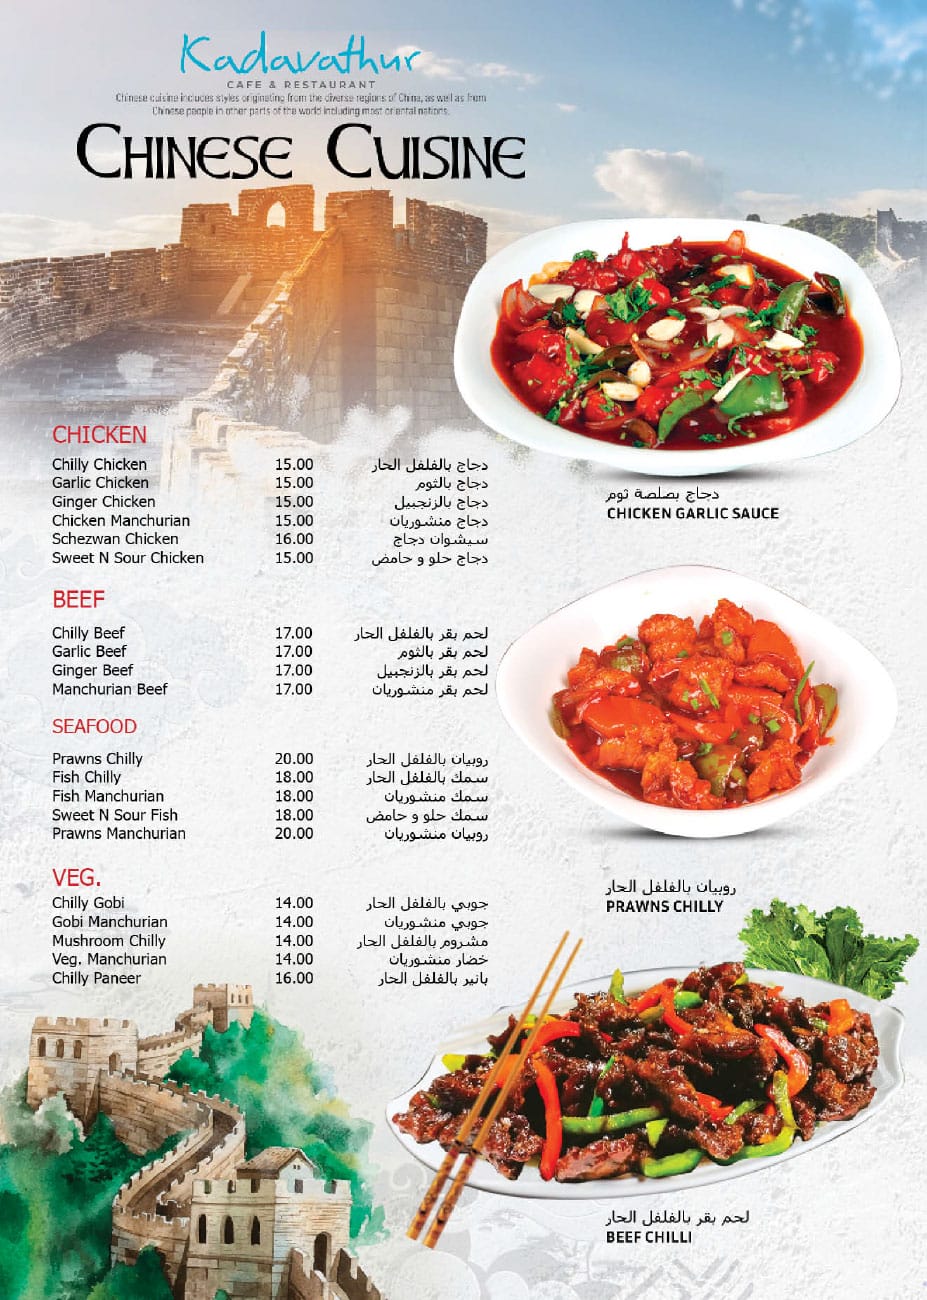 Kadavathur
CAFE & RESTAURANT
Chinese cuisine includes styles originating from the diverse regions of China, as well as from
Chinese people in other parts of the world including most oriental nations.
CHINESE CUISINE
CHICKEN
Chilly Chicken 15.00 دجاج بالفلفل الحار
Garlic Chicken 15.00 دجاج بالثوم
Ginger Chicken 15.00 دجاج بالزنجبيل
Chicken Manchurian 15.00 دجاج منشوريان
Schezwan Chicken 16.00 سيشوان دجاج
Sweet N Sour Chicken 15.00 دجاج حلو و حامض
دجاج بصلصة ثوم
CHICKEN GARLIC SAUCE
BEEF
Chilly Beef 17.00 لحم بقر بالفلفل الحار
Garlic Beef 17.00 لحم بقر بالثوم
Ginger Beef 17.00 لحم بقر بالزنجبيل
Manchurian Beef 17.00 لحم بقر منشوريان
SEAFOOD
Prawns Chilly 20.00 روبيان بالفلفل الحار
Fish Chilly 18.00 سمك بالفلفل الحار
Fish Manchurian 18.00 سمك منشوريان
Sweet N Sour Fish 18.00 سمك حلو و حامض
Prawns Manchurian 20.00 روبيان منشوريان
VEG.
Chilly Gobi 14.00 جوبي بالفلفل الحار
Gobi Manchurian 14.00 جوبي منشوريان
Mushroom Chilly 14.00 مشروم بالفلفل الحار
Veg. Manchurian 14.00 خضار منشوريان
Chilly Paneer 16.00 بانير بالفلفل الحار
روبيان بالفلفل الحار
PRAWNS CHILLY
لحم بقر بالفلفل الحار
BEEF CHILLI